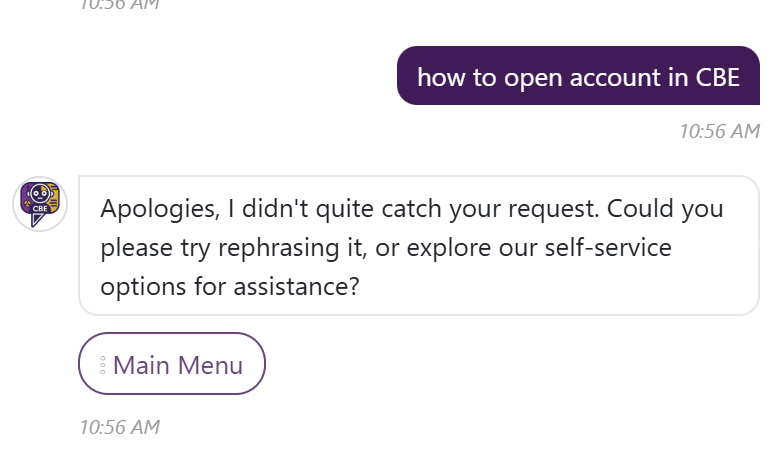 10:56 AM
how to open account in CBE
10:56 AM
CBE
Apologies, I didn't quite catch your request. Could you
please try rephrasing it, or explore our self-service
options for assistance?
Main Menu
10:56 AM